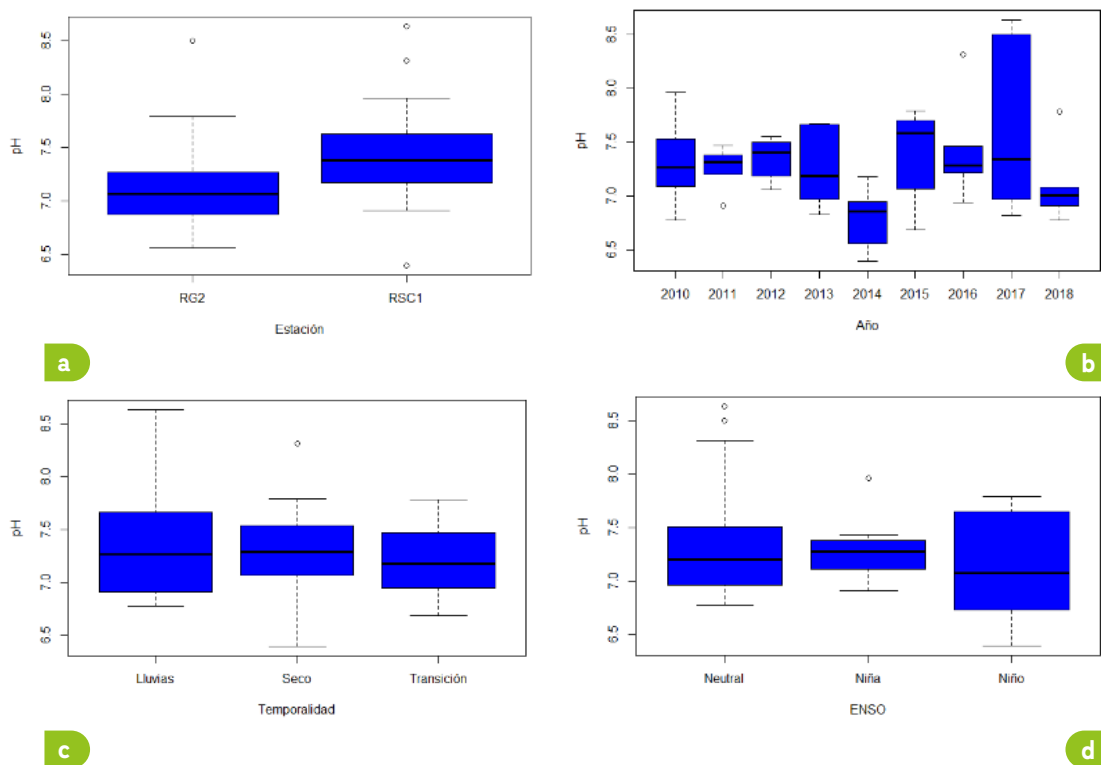 pH
8.5
8.0
7.5
7.0
6.5
RG2 RSC1
Estación
a
pH
8.5
8.0
7.5
7.0
6.5
2010 2011 2012 2013 2014 2015 2016 2017 2018
Año
b
pH
8.5
8.0
7.5
7.0
6.5
Lluvias Seco Transición
Temporalidad
c
pH
8.5
8.0
7.5
7.0
6.5
Neutral Niña Niño
ENSO
d